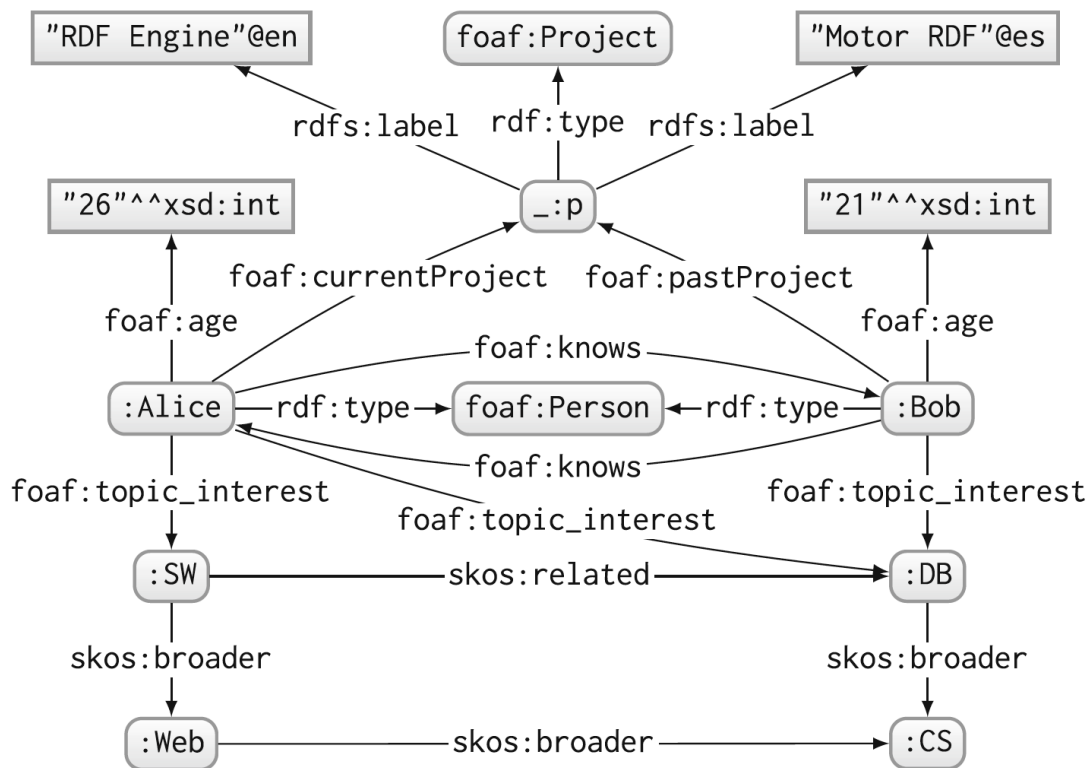 "RDF Engine"@en
foaf:Project
"Motor RDF"@es
rdfs:label
rdf:type
rdfs:label
"26"^^xsd:int
_:p
"21"^^xsd:int
foaf:currentProject
foaf:pastProject
foaf:age
foaf:age
foaf:knows
:Alice
rdf:type
foaf:Person
rdf:type
:Bob
foaf:knows
foaf:topic_interest
foaf:topic_interest
foaf:topic_interest
:SW
skos:related
:DB
skos:broader
skos:broader
:Web
skos:broader
:CS